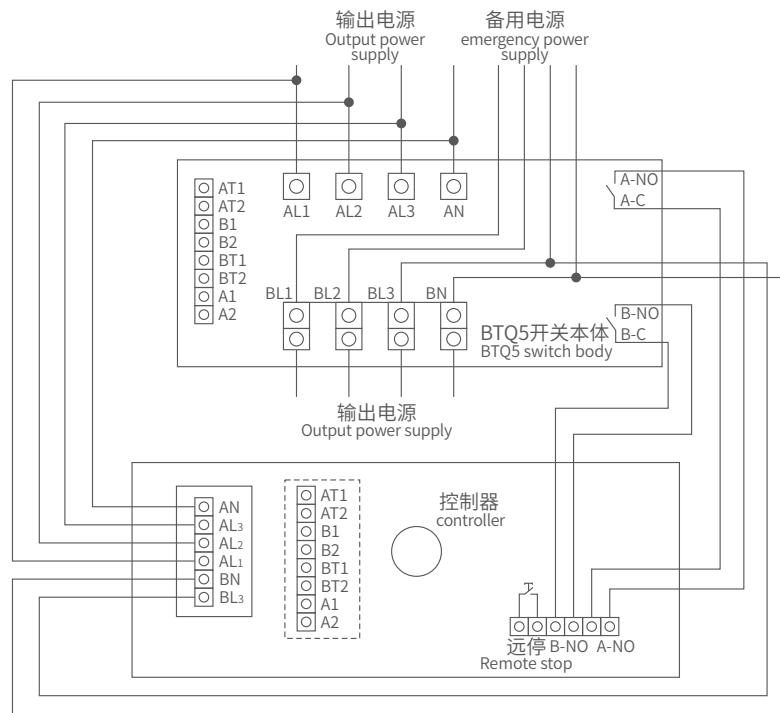 输出电源
Output power
supply
备用电源
emergency power
supply
AT1
AT2
B1
B2
BT1
BT2
A1
A2
AL1 AL2 AL3 AN
A-NO
A-C
BL1 BL2 BL3 BN
B-NO
B-C
BTQ5开关本体
BTQ5 switch body
输出电源
Output power supply
AN
AL3
AL2
AL1
BN
BL3
AT1
AT2
B1
B2
BT1
BT2
A1
A2
控制器
controller
远停 B-NO A-NO
Remote stop